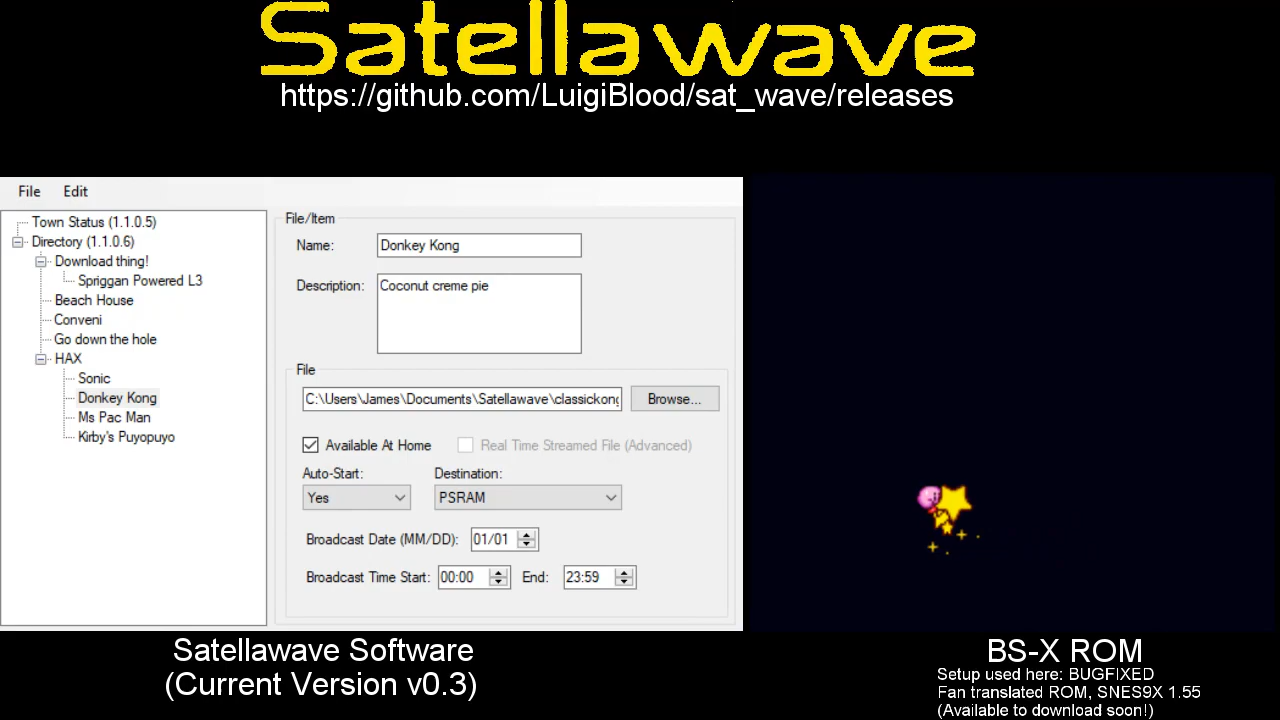 Satellawave
https://github.com/LuigiBlood/sat_wave/releases
File Edit
Town Status (1.1.0.5)
Directory (1.1.0.6)
Download thing!
Spriggan Powered L3
Beach House
Conveni
Go down the hole
HAX
Sonic
Donkey Kong
Ms Pac Man
Kirby's Puyopuyo
File/Item
Name: Donkey Kong
Description: Coconut creme pie
File
C:\Users\James\Documents\Satellawave\classickong Browse...
Available At Home Real Time Streamed File (Advanced)
Auto-Start: Destination:
Yes PSRAM
Broadcast Date (MM/DD): 01/01
Broadcast Time Start: 00:00 End: 23:59
Satellawave Software
(Current Version v0.3)
BS-X ROM
Setup used here: BUGFIXED
Fan translated ROM, SNES9X 1.55
(Available to download soon!)